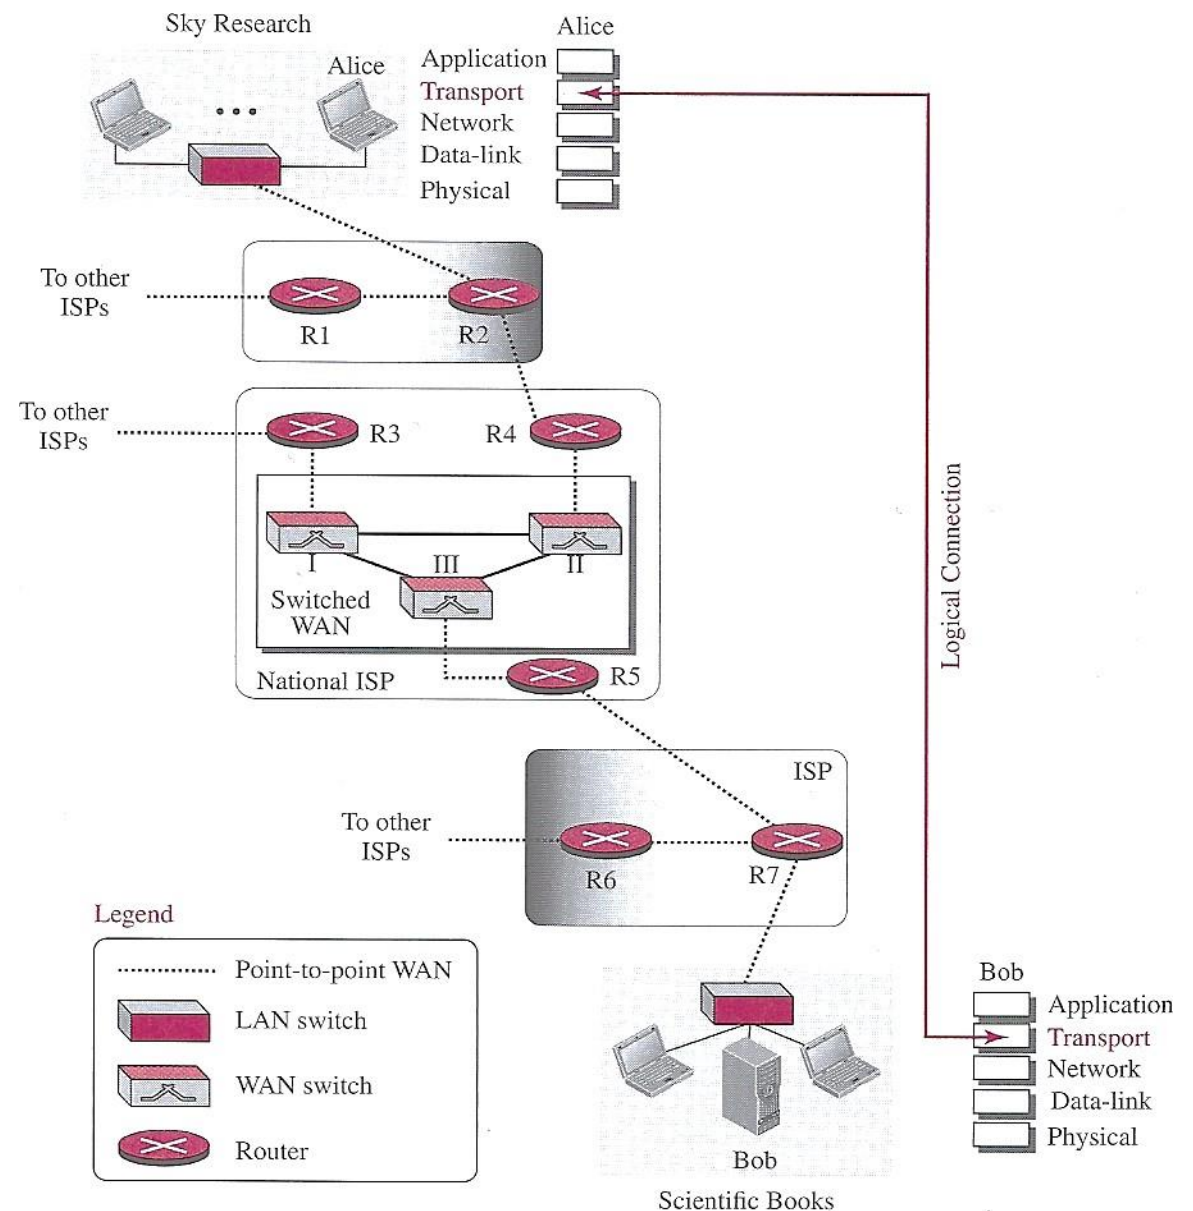 Sky Research
Alice
Alice
Application
Transport
Network
Data-link
Physical
To other
ISPs
R1
R2
To other
ISPs
R3
R4
I
III
II
Switched
WAN
National ISP
R5
Logical Connection
ISP
To other
ISPs
R6
R7
Legend
Point-to-point WAN
LAN switch
WAN switch
Router
Bob
Scientific Books
Bob
Application
Transport
Network
Data-link
Physical